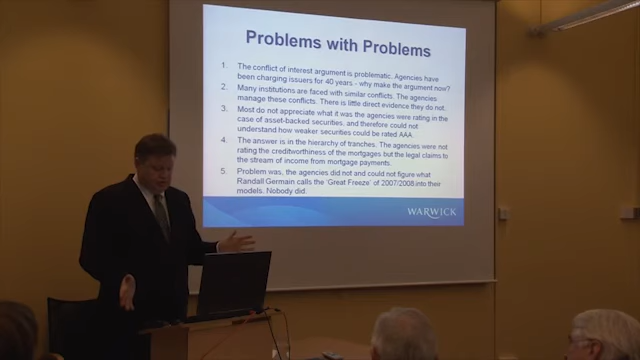 Problems with Problems
1. The conflict of interest argument is problematic. Agencies have
been charging issuers for 40 years - why make the argument now?
2. Many institutions are faced with similar conflicts. The agencies
manage these conflicts. There is little direct evidence they do not.
3. Most do not appreciate what it was the agencies were rating in the
case of asset-backed securities, and therefore could not
understand how weaker securities could be rated AAA.
4. The answer is in the hierarchy of tranches. The agencies were not
rating the creditworthiness of the mortgages but the legal claims to
the stream of income from mortgage payments.
5. Problem was, the agencies did not and could not figure what
Randall Germain calls the 'Great Freeze' of 2007/2008 into their
models. Nobody did.
WARWICK